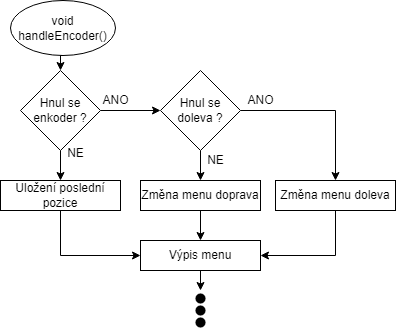 void
handleEncoder()
Hnul se
enkoder ?
ANO
Hnul se
doleva ?
ANO
NE
NE
Uložení poslední
pozice
Změna menu doprava
Změna menu doleva
Výpis menu